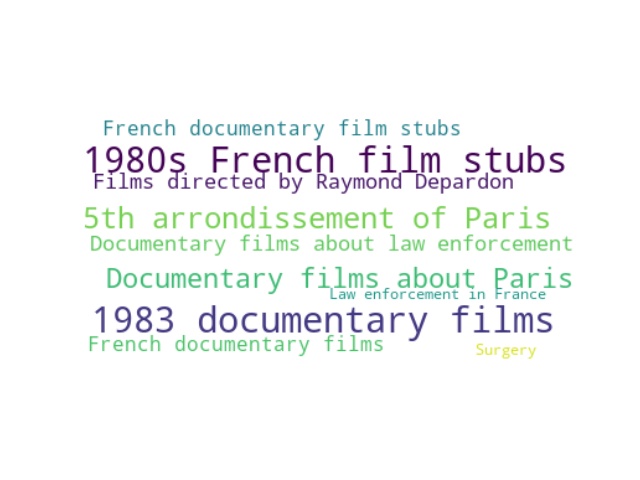 French documentary film stubs
1980s French film stubs
Films directed by Raymond Depardon
5th arrondissement of Paris
Documentary films about law enforcement
Documentary films about Paris
Law enforcement in France
1983 documentary films
French documentary films
Surgery